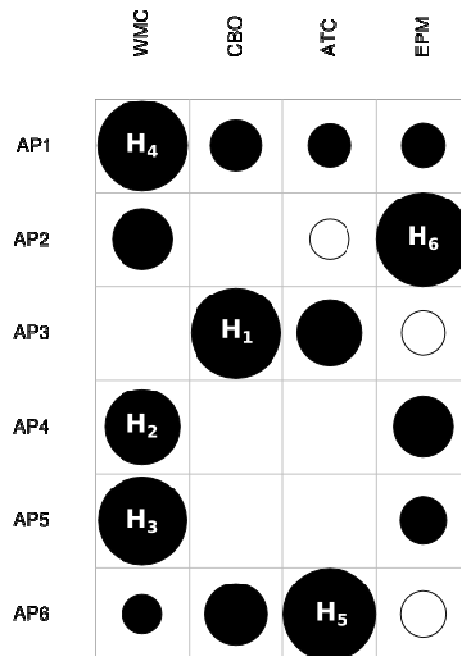 WMC CBO ATC EPM
AP1 H₄
AP2 H₆
AP3 H₁
AP4 H₂
AP5 H₃
AP6 H₅